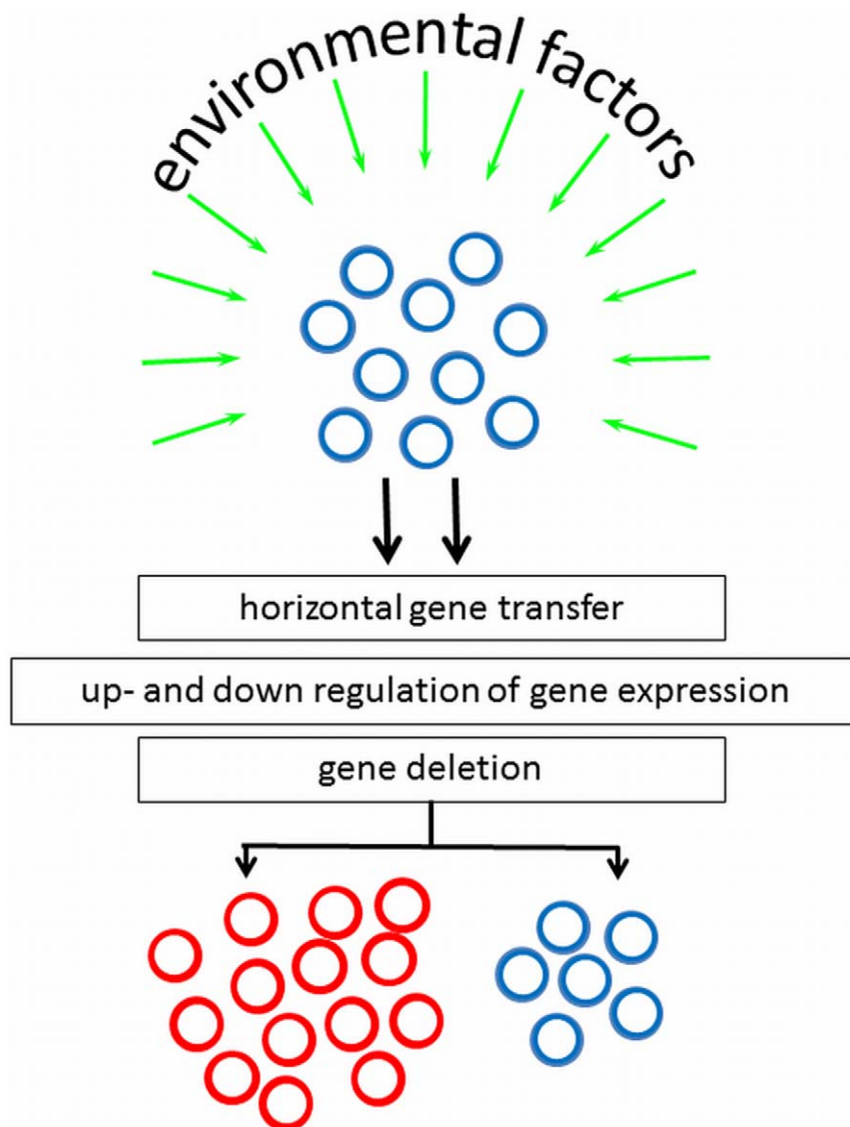 environmental factors
horizontal gene transfer
up- and down regulation of gene expression
gene deletion